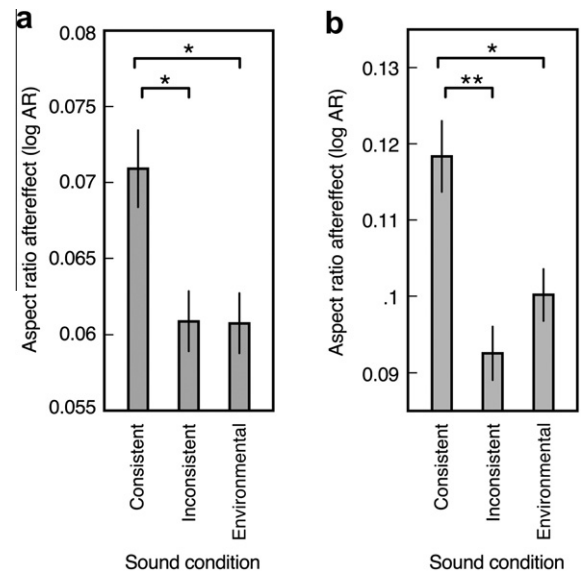 a
Aspect ratio aftereffect (log AR)
0.08
0.075
0.07
0.065
0.06
0.055
*
*
Consistent
Inconsistent
Environmental
Sound condition
b
Aspect ratio aftereffect (log AR)
0.13
0.12
0.11
.1
0.09
*
**
Consistent
Inconsistent
Environmental
Sound condition